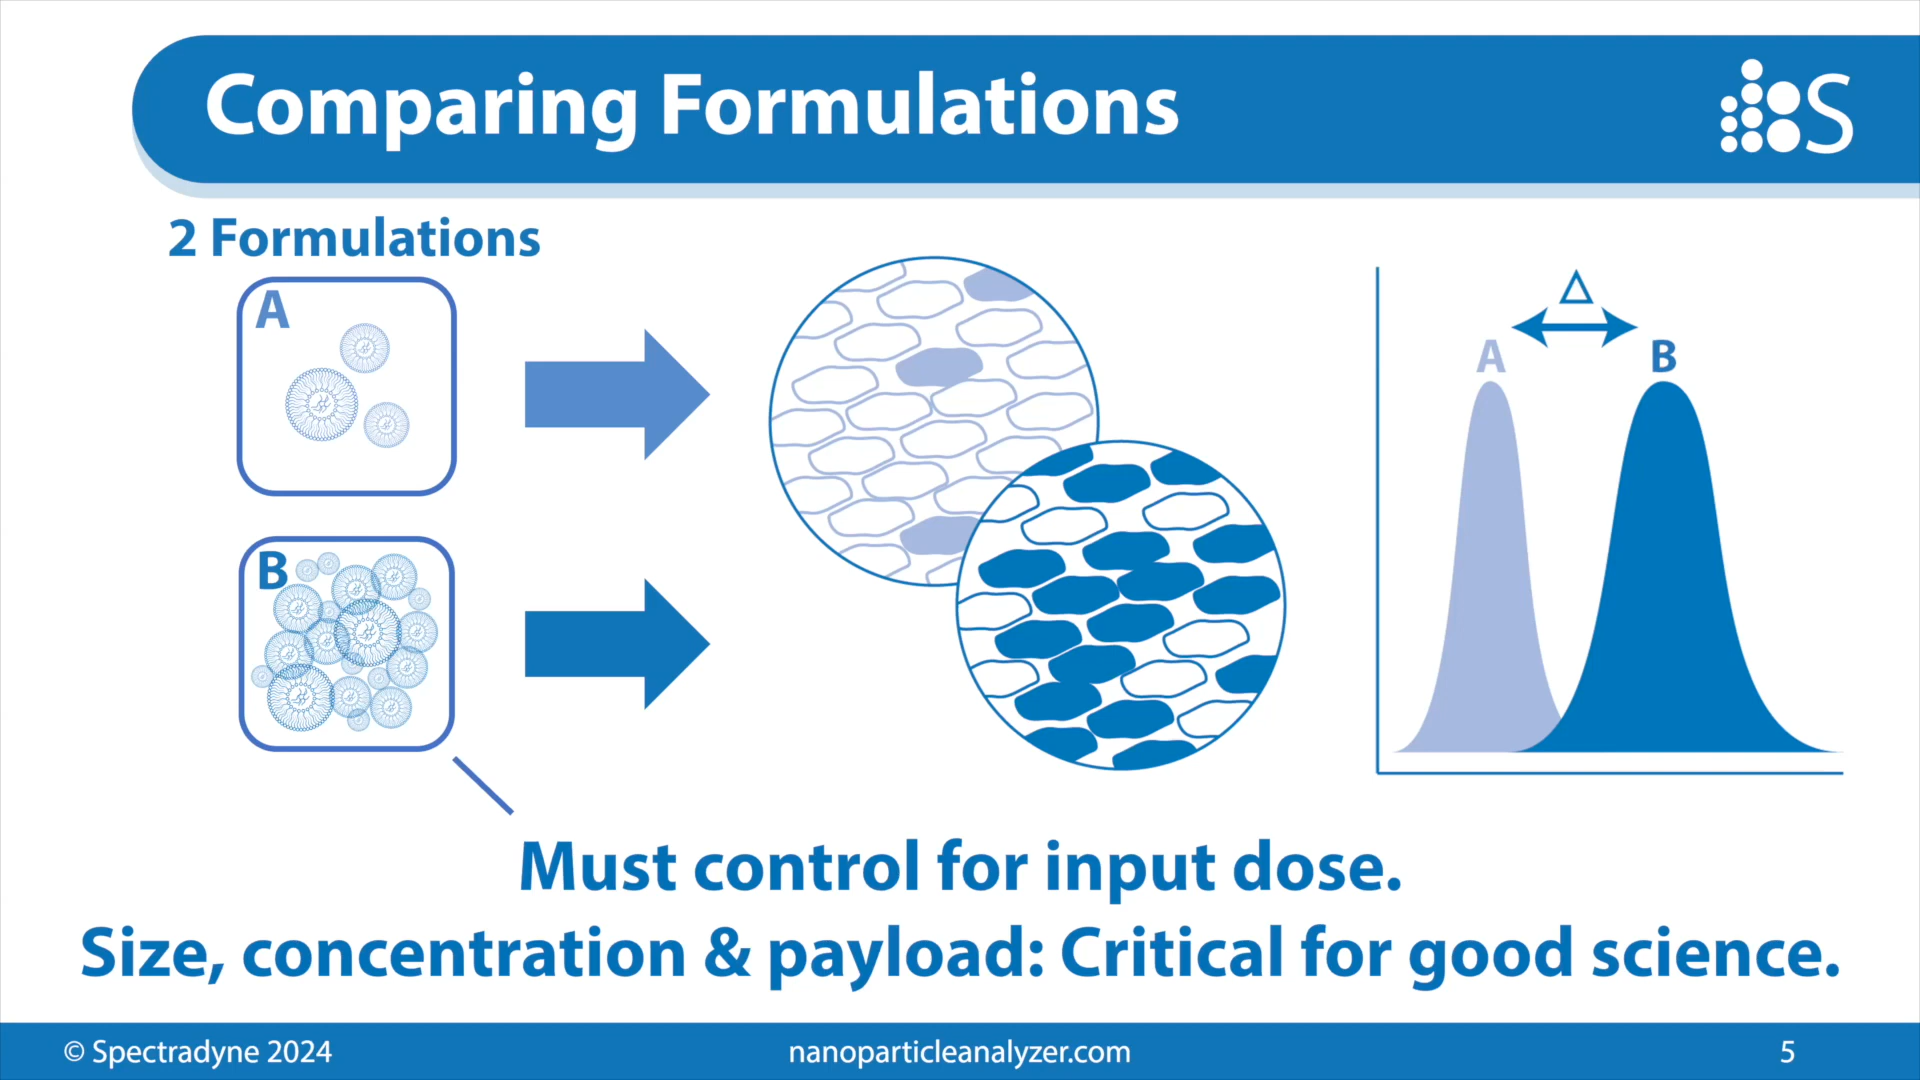 Comparing Formulations
S
2 Formulations
A
B
Δ
A
B
Must control for input dose.
Size, concentration & payload: Critical for good science.
© Spectradyne 2024
nanoparticleanalyzer.com
5